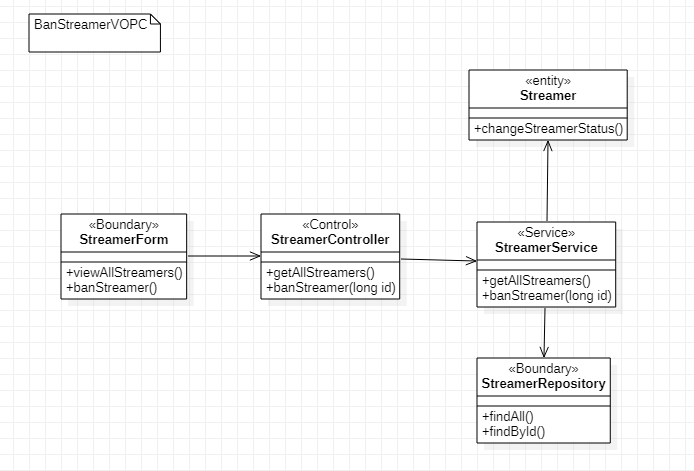 BanStreamerVOPC
«entity»
Streamer
+changeStreamerStatus()
«Boundary»
StreamerForm
+viewAllStreamers()
+banStreamer()
«Control»
StreamerController
+getAllStreamers()
+banStreamer(long id)
«Service»
StreamerService
+getAllStreamers()
+banStreamer(long id)
«Boundary»
StreamerRepository
+findAll()
+findById()